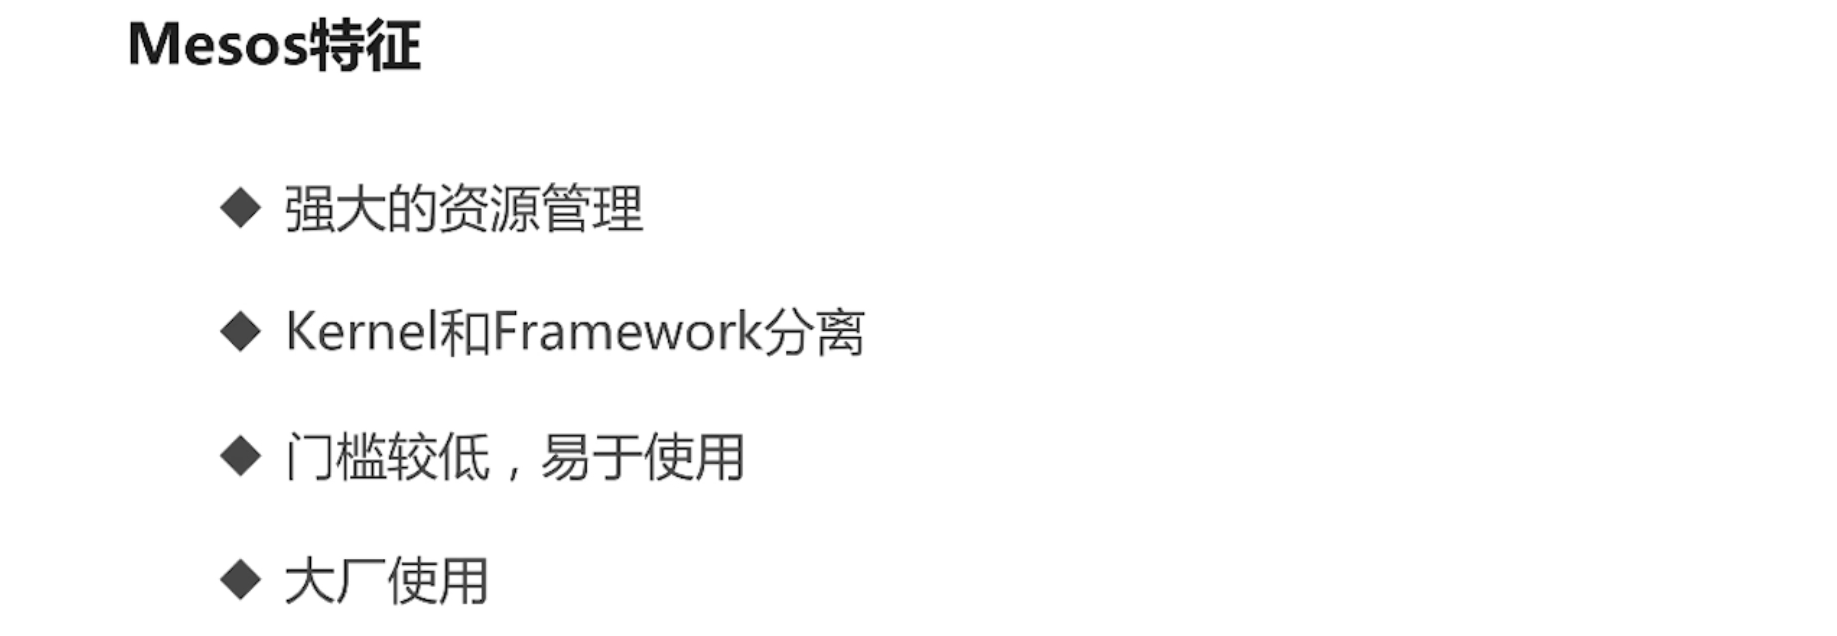 Mesos特征
◆ 强大的资源管理
◆ Kernel和Framework分离
◆ 门槛较低，易于使用
◆ 大厂使用